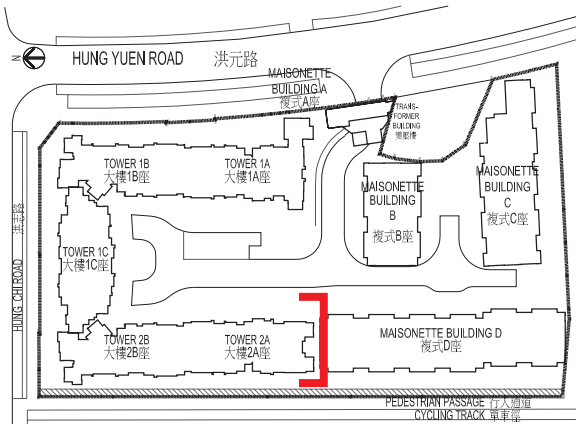 N
HUNG YUEN ROAD 洪元路
MAISONETTE
BUILDING A
複式A座
TRANS-
FORMER
BUILDING
電壓樓
TOWER 1B
大樓1B座
TOWER 1A
大樓1A座
MAISONETTE
BUILDING
B
複式B座
MAISONETTE
BUILDING
C
複式C座
HUNG CHI ROAD 洪志路
TOWER 1C
大樓1C座
TOWER 2B
大樓2B座
TOWER 2A
大樓2A座
MAISONETTE BUILDING D
複式D座
PEDESTRIAN PASSAGE 行人通道
CYCLING TRACK 單車徑